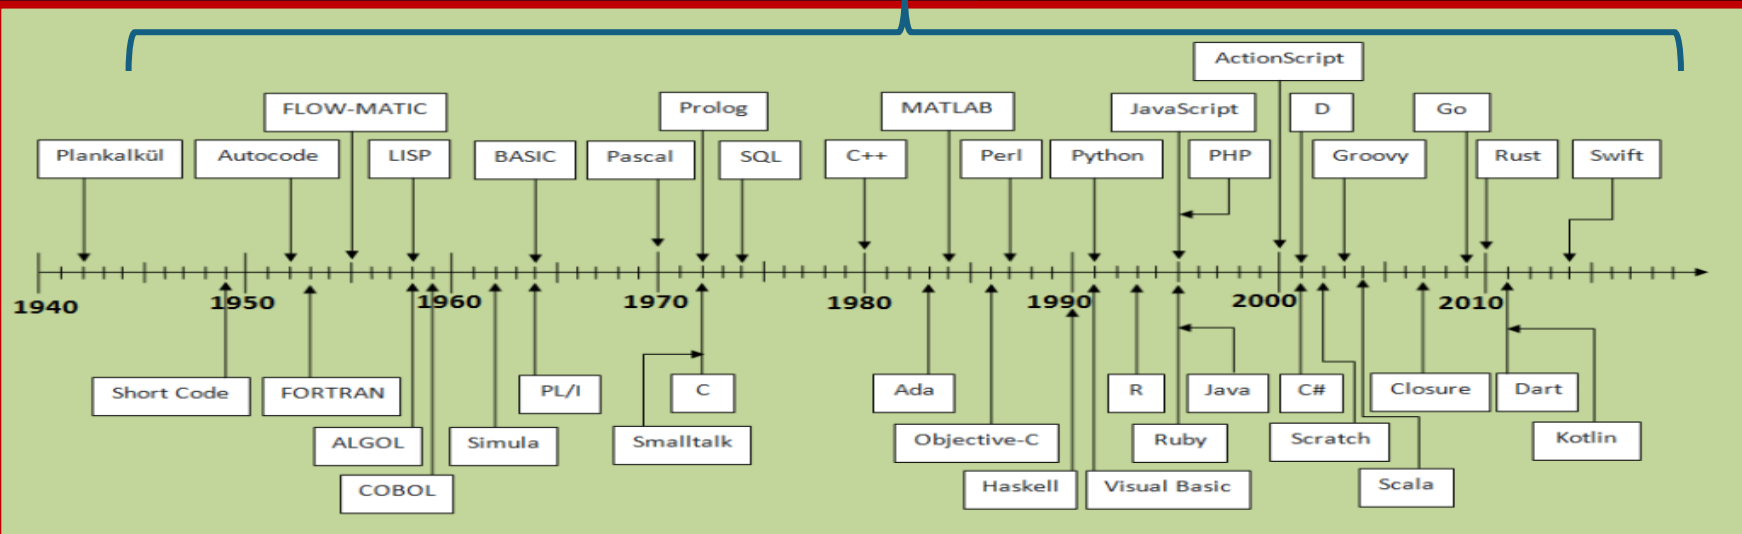 ActionScript
FLOW-MATIC
Prolog
MATLAB
JavaScript
D
Go
Plankalkül
Autocode
LISP
BASIC
Pascal
SQL
C++
Perl
Python
PHP
Groovy
Rust
Swift
1940
1950
1960
1970
1980
1990
2000
2010
Short Code
FORTRAN
PL/I
C
Ada
R
Java
C#
Closure
Dart
ALGOL
Simula
Smalltalk
Objective-C
Ruby
Scratch
Kotlin
COBOL
Haskell
Visual Basic
Scala